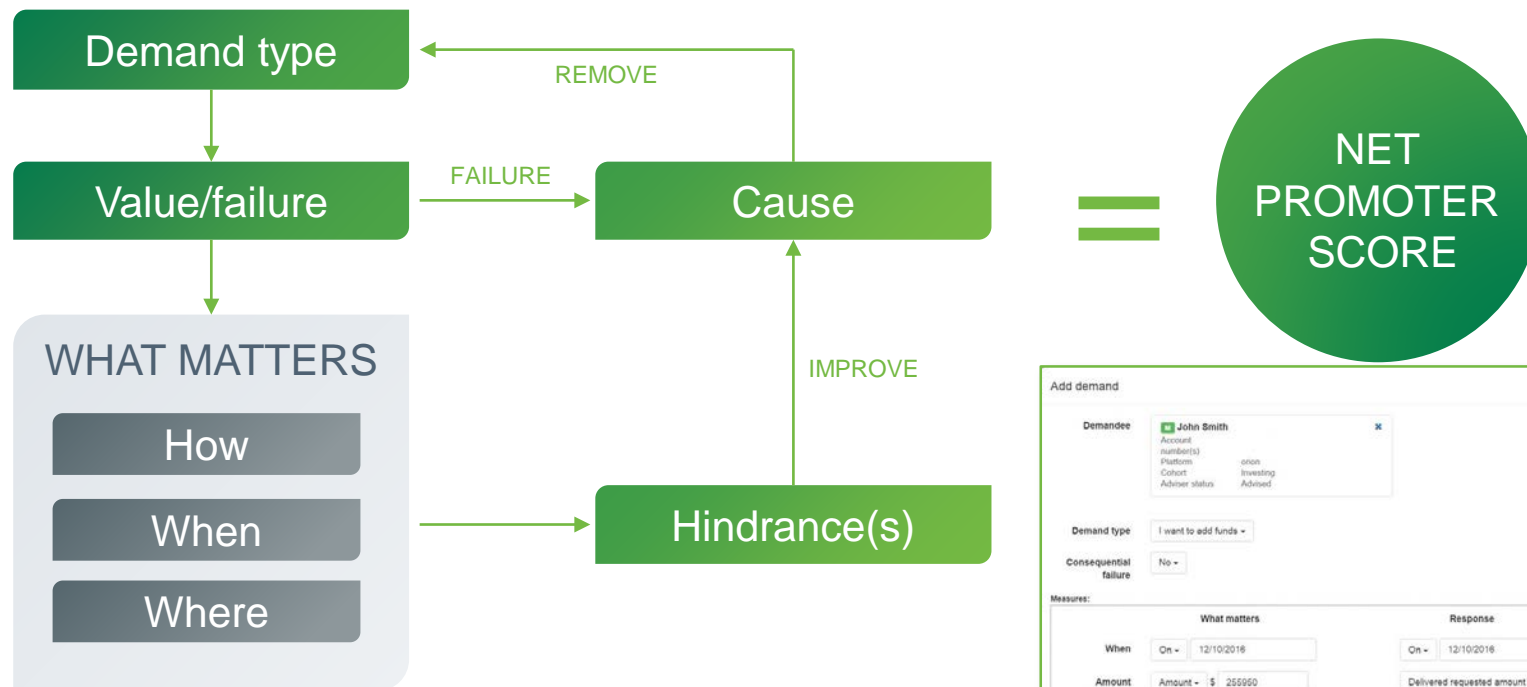 Demand type
REMOVE
Value/failure
FAILURE
Cause
=
NET
PROMOTER
SCORE
WHAT MATTERS
How
When
Where
IMPROVE
Hindrance(s)
Add demand
Demandee
John Smith
Account
number(s)
Platform orion
Cohort Investing
Adviser status Advised
Demand type I want to add funds
Consequential No
failure
Measures:
What matters Response
When On 12/10/2016 On 12/10/2016
Amount Amount $ 255950 Delivered requested amount